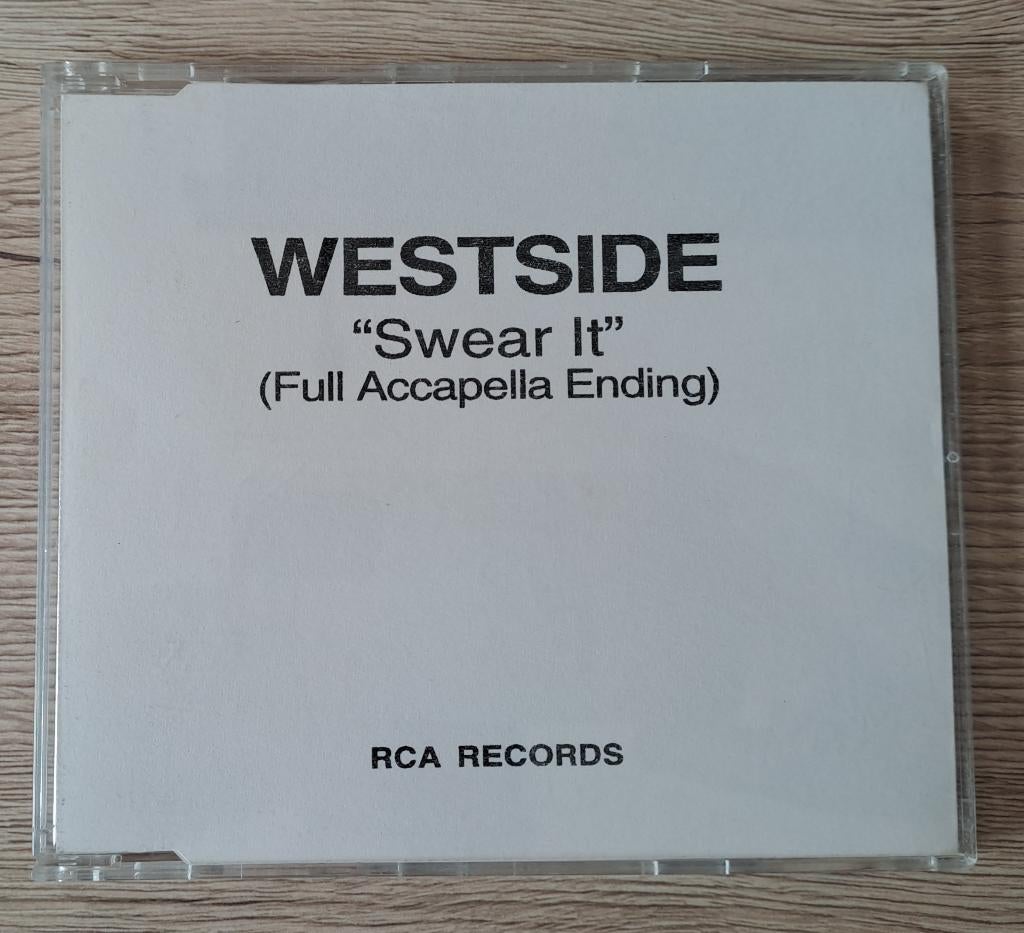 WESTSIDE
“Swear It”
(Full Accapella Ending)
RCA RECORDS